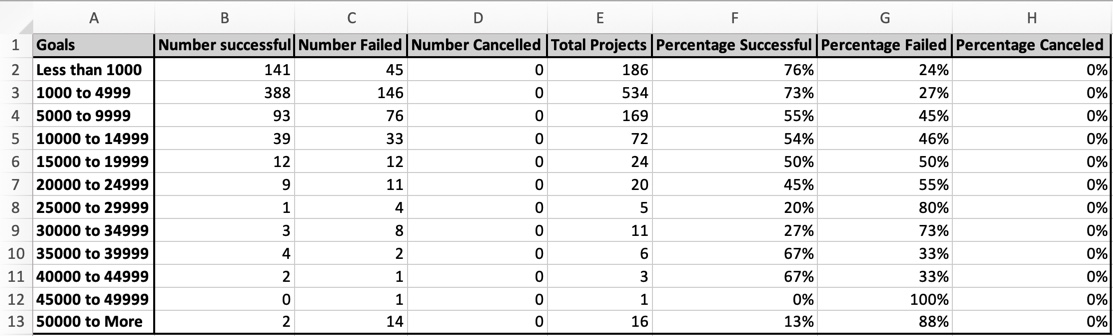 A B C D E F G H
1 Goals Number successful Number Failed Number Cancelled Total Projects Percentage Successful Percentage Failed Percentage Canceled
2 Less than 1000 141 45 0 186 76% 24% 0%
3 1000 to 4999 388 146 0 534 73% 27% 0%
4 5000 to 9999 93 76 0 169 55% 45% 0%
5 10000 to 14999 39 33 0 72 54% 46% 0%
6 15000 to 19999 12 12 0 24 50% 50% 0%
7 20000 to 24999 9 11 0 20 45% 55% 0%
8 25000 to 29999 1 4 0 5 20% 80% 0%
9 30000 to 34999 3 8 0 11 27% 73% 0%
10 35000 to 39999 4 2 0 6 67% 33% 0%
11 40000 to 44999 2 1 0 3 67% 33% 0%
12 45000 to 49999 0 1 0 1 0% 100% 0%
13 50000 to More 2 14 0 16 13% 88% 0%